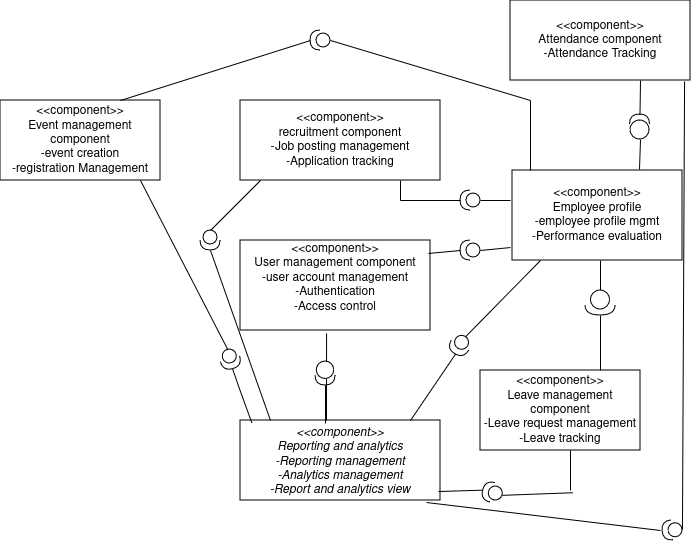 <<component>>
Attendance component
-Attendance Tracking
<<component>>
Event management
component
-event creation
-registration Management
<<component>>
recruitment component
-Job posting management
-Application tracking
<<component>>
Employee profile
-employee profile mgmt
-Performance evaluation
<<component>>
User management component
-user account management
-Authentication
-Access control
<<component>>
Leave management
component
-Leave request management
-Leave tracking
<<component>>
Reporting and analytics
-Reporting management
-Analytics management
-Report and analytics view